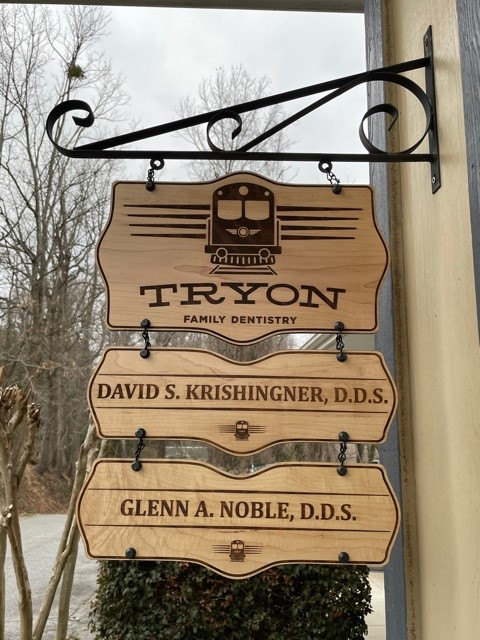 TRYON
FAMILY DENTISTRY
DAVID S. KRISHINGNER, D.D.S.
GLENN A. NOBLE, D.D.S.